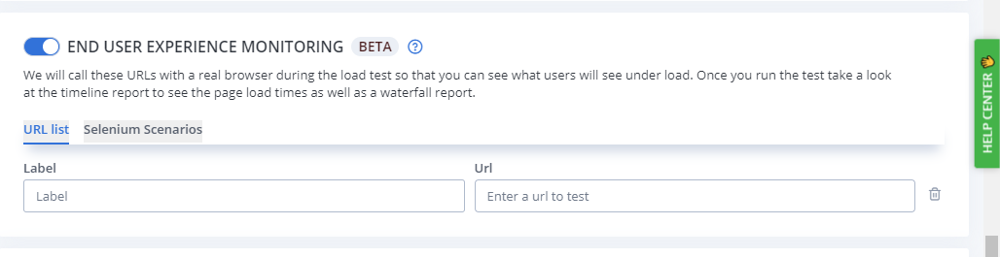 END USER EXPERIENCE MONITORING BETA ?
We will call these URLs with a real browser during the load test so that you can see what users will see under load. Once you run the test take a look
at the timeline report to see the page load times as well as a waterfall report.
URL list Selenium Scenarios
Label Url
Label Enter a url to test
HELP CENTER